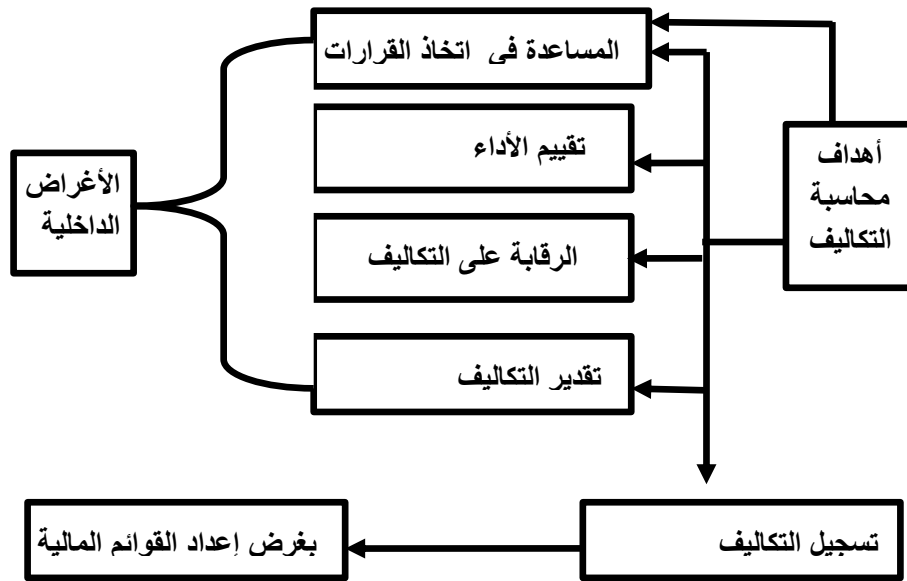 المساعدة فى اتخاذ القرارات
تقييم الأداء
أهداف
محاسبة
التكاليف
الأغراض
الداخلية
الرقابة على التكاليف
تقدير التكاليف
تسجيل التكاليف
بغرض إعداد القوائم المالية